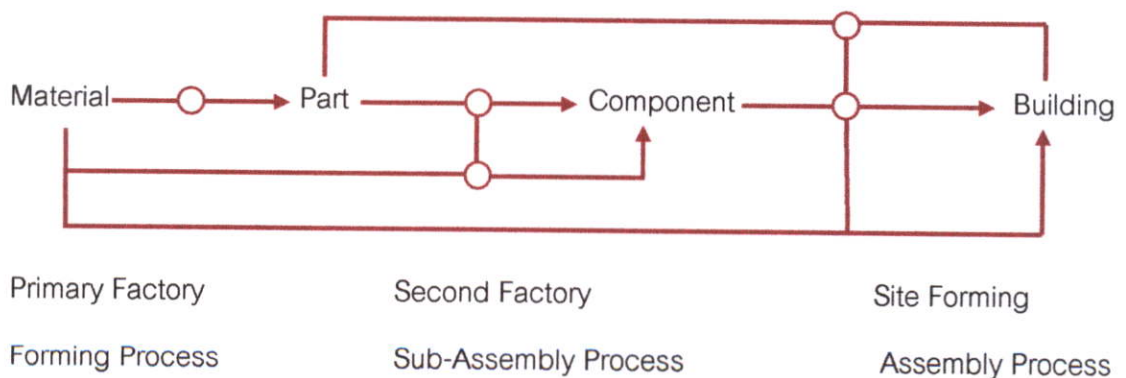 Material Part Component Building
Primary Factory Second Factory Site Forming
Forming Process Sub-Assembly Process Assembly Process